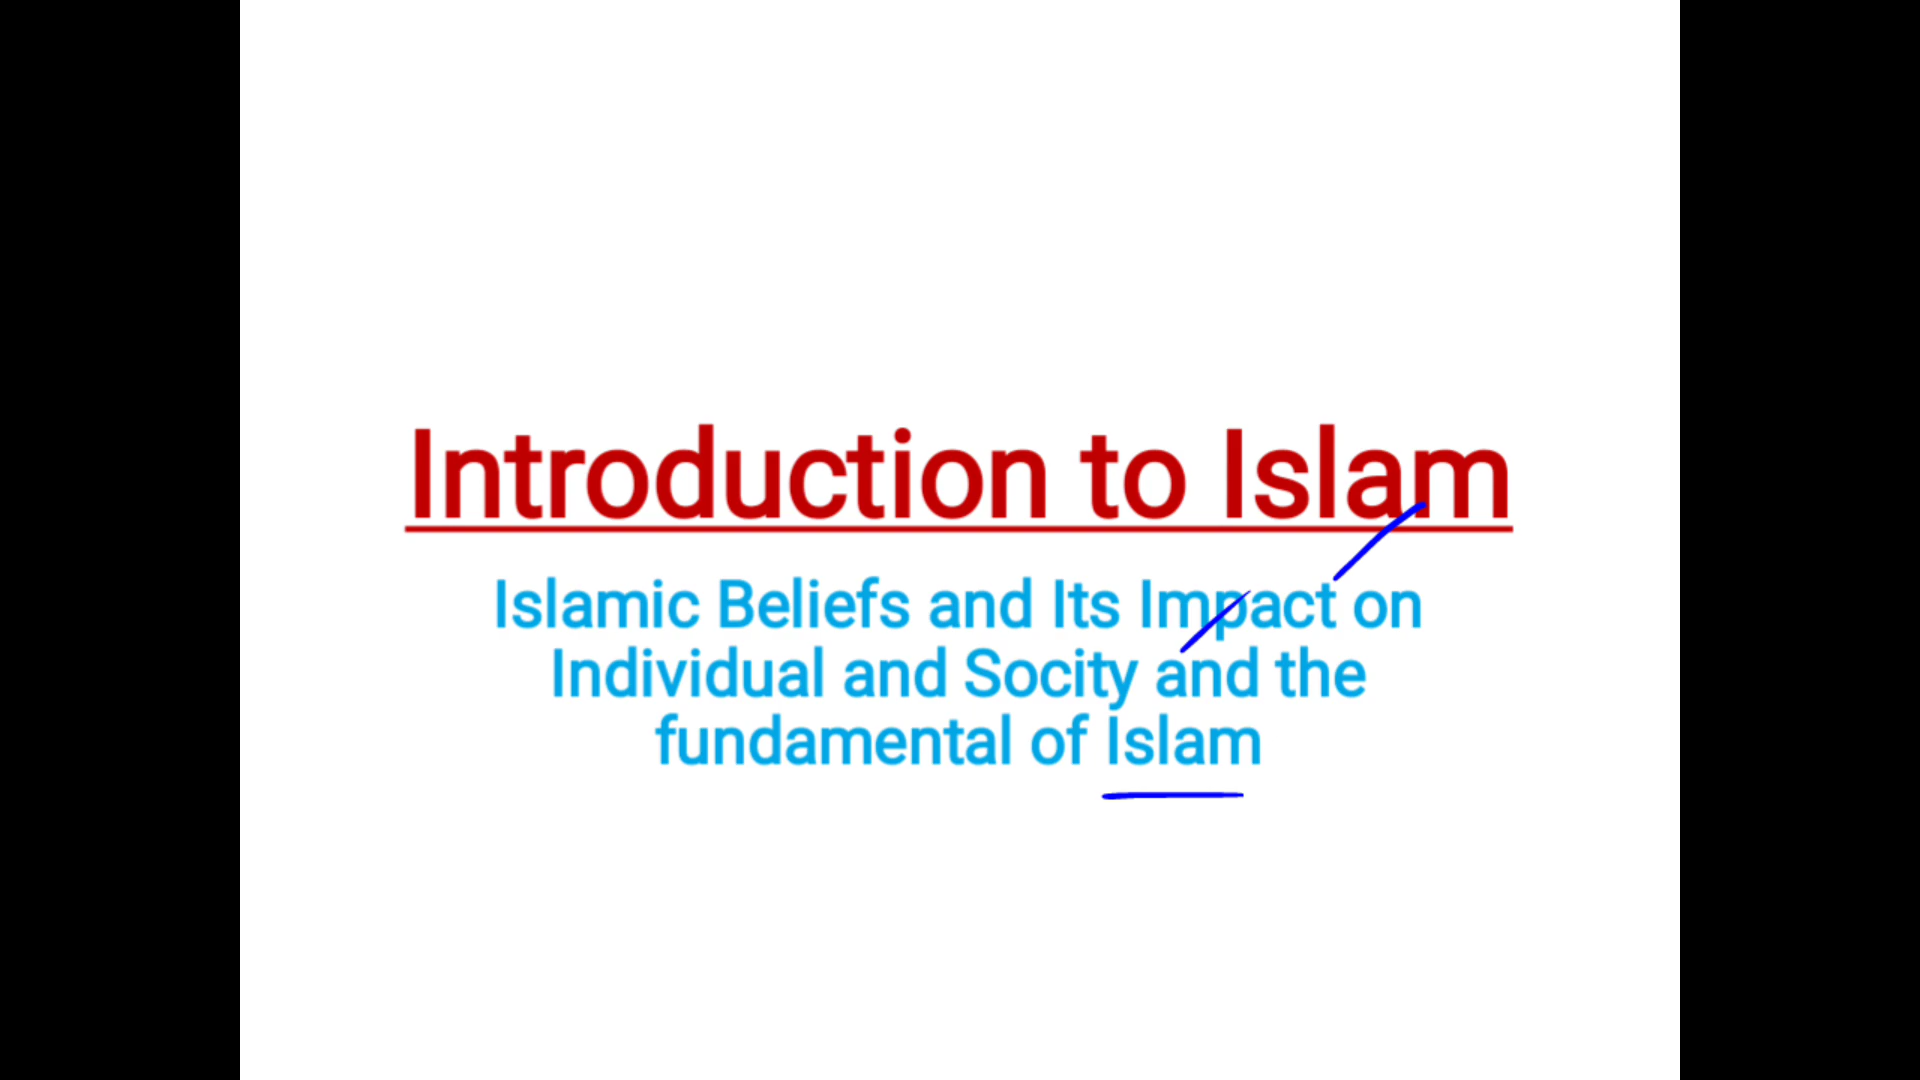 Introduction to Islam
Islamic Beliefs and Its Impact on
Individual and Socity and the
fundamental of Islam